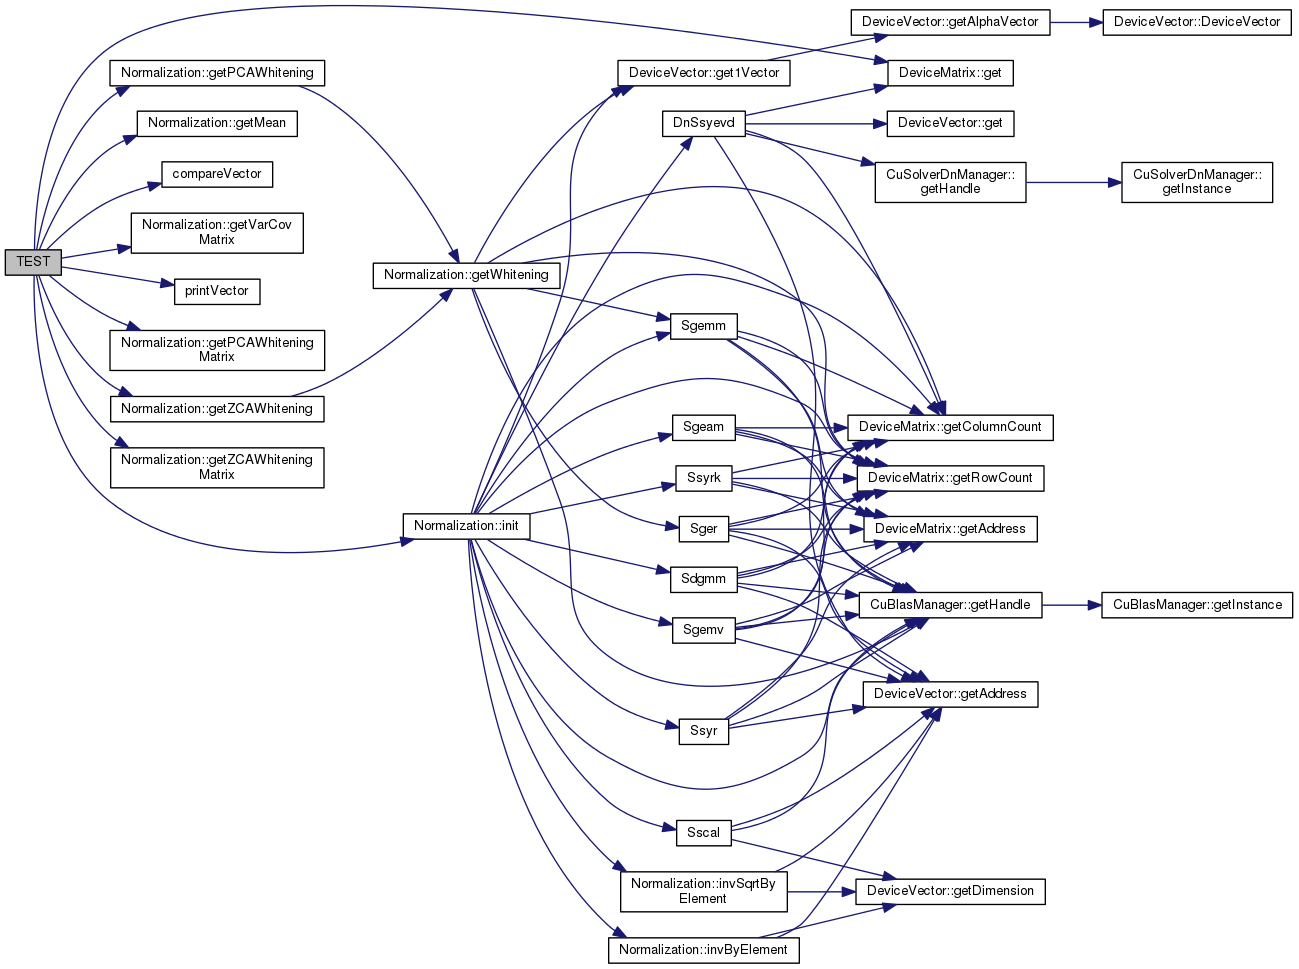 TEST
Normalization::getPCAWhitening
Normalization::getMean
compareVector
Normalization::getVarCov
Matrix
printVector
Normalization::getPCAWhitening
Matrix
Normalization::getZCAWhitening
Normalization::getZCAWhitening
Matrix
Normalization::getWhitening
Normalization::init
DeviceVector::get1Vector
DnSsyevd
Sgemm
Sgeam
Ssyrk
Sger
Sdgmm
Sgemv
Ssyr
Sscal
Normalization::invSqrtBy
Element
Normalization::invByElement
DeviceVector::getAlphaVector
DeviceMatrix::get
DeviceVector::get
CuSolverDnManager::
getHandle
DeviceMatrix::getColumnCount
DeviceMatrix::getRowCount
DeviceMatrix::getAddress
CuBlasManager::getHandle
DeviceVector::getAddress
DeviceVector::getDimension
DeviceVector::DeviceVector
CuSolverDnManager::
getInstance
CuBlasManager::getInstance